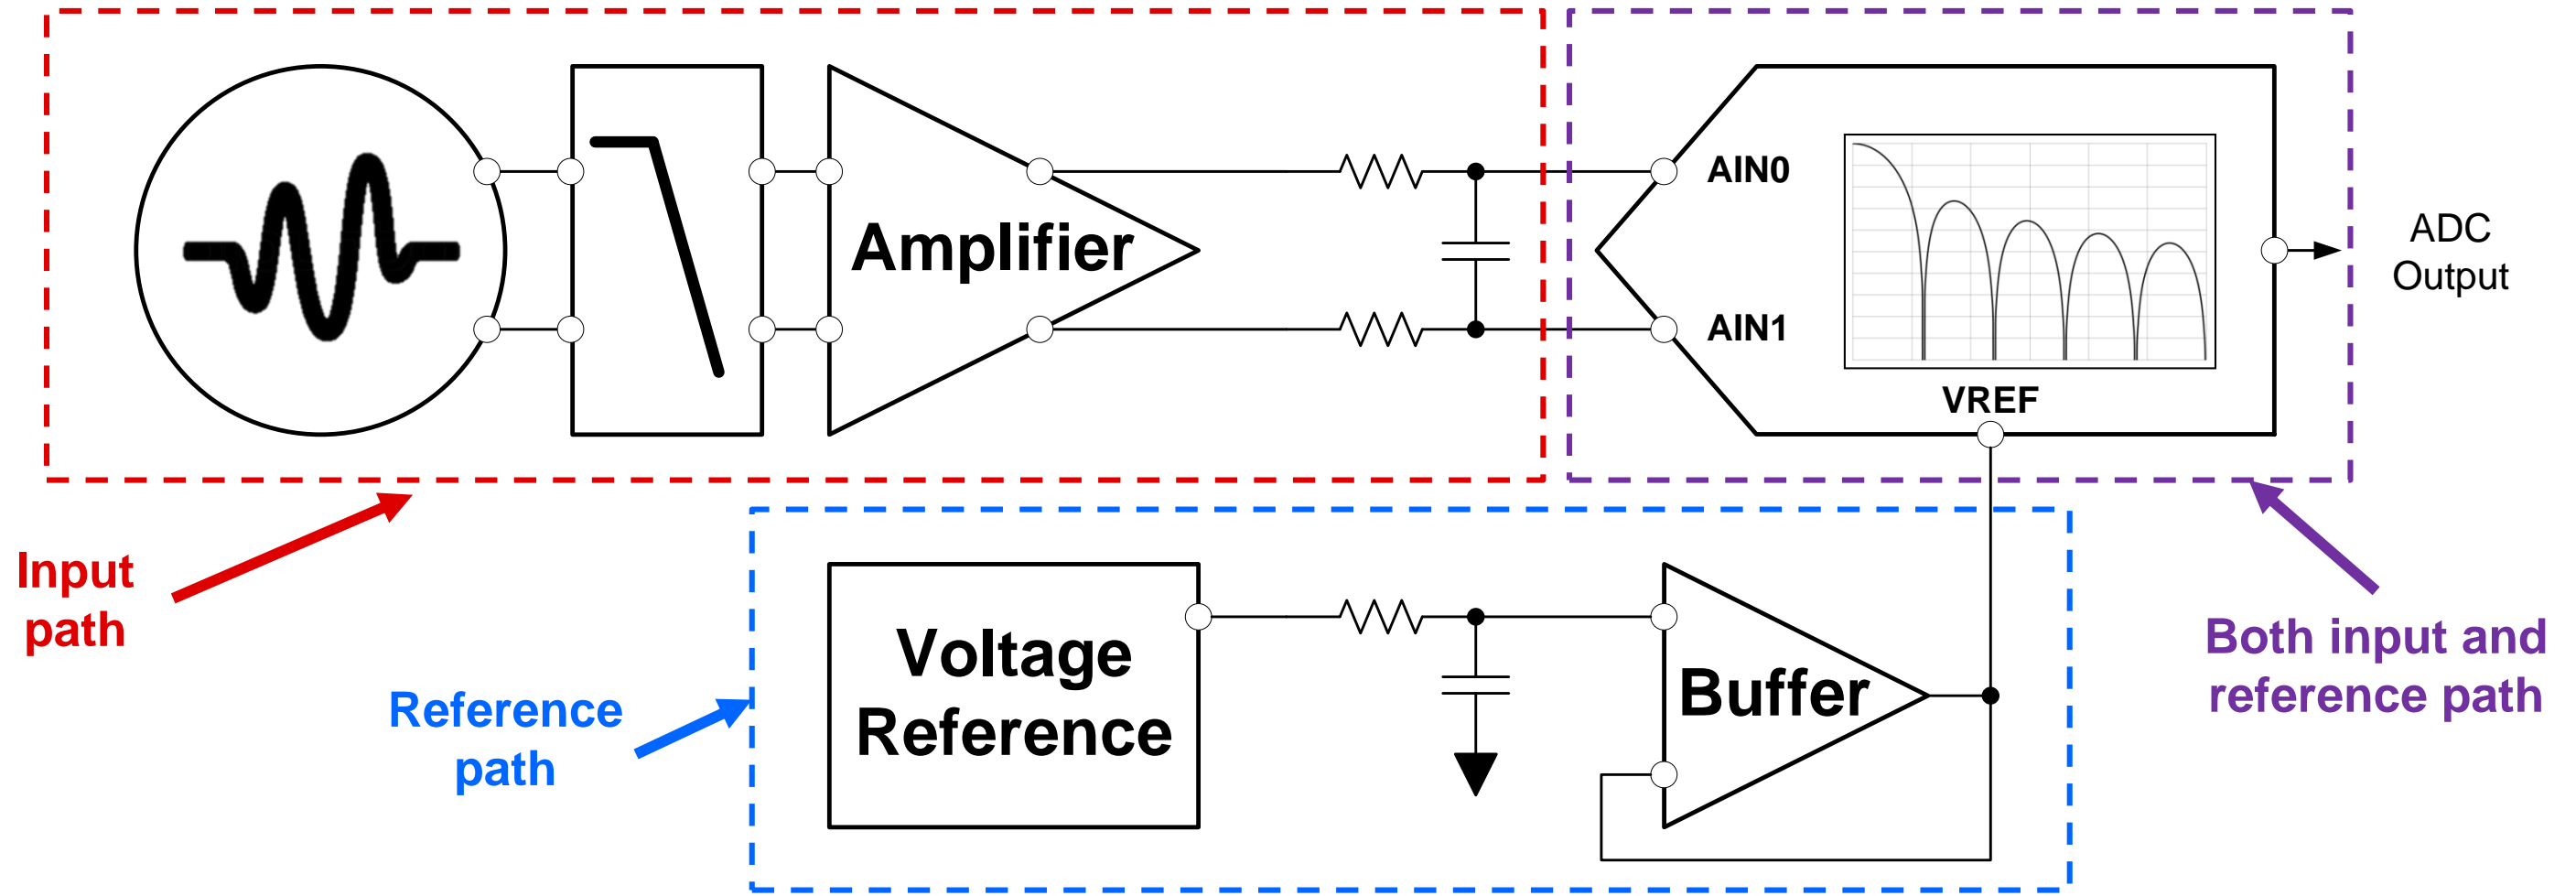 Amplifier
AIN0
AIN1
VREF
ADC
Output
Input
path
Reference
path
Voltage
Reference
Buffer
Both input and
reference path